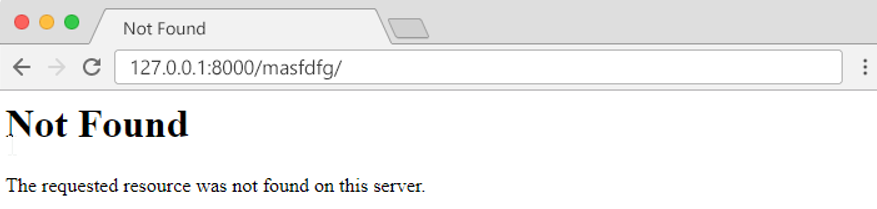 Not Found
127.0.0.1:8000/masfdfg/
Not Found
The requested resource was not found on this server.